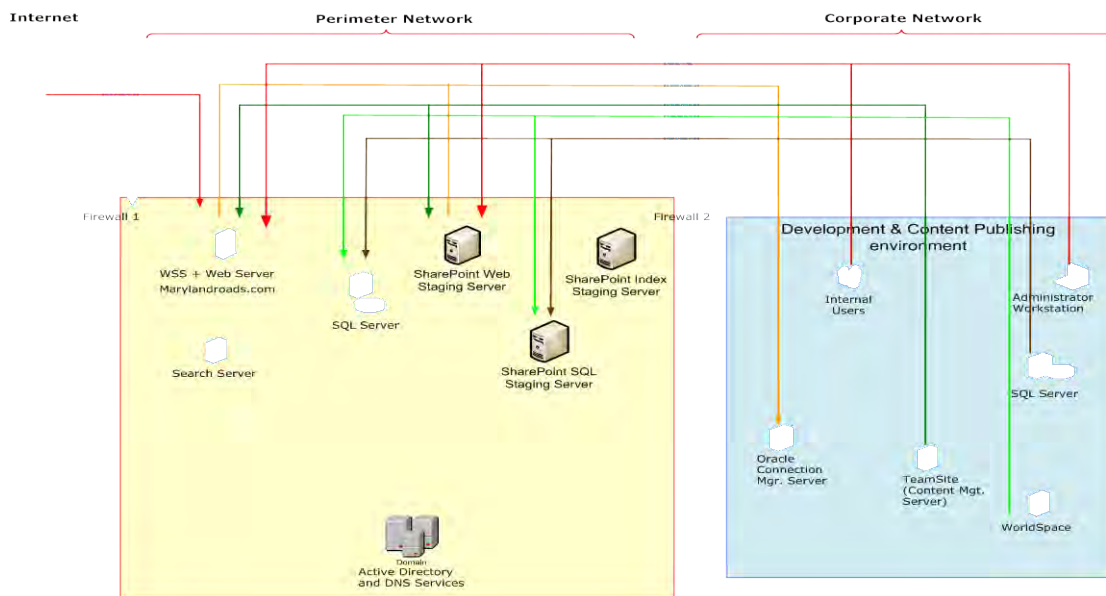 Internet
Perimeter Network
Corporate Network
Firewall 1
Firewall 2
Development & Content Publishing
environment
WSS + Web Server
Marylandroads.com
SharePoint Web
Staging Server
SharePoint Index
Staging Server
SQL Server
Internal
Users
Administrator
Workstation
Search Server
SharePoint SQL
Staging Server
SQL Server
Oracle
Connection
Mgr. Server
TeamSite
(Content Mgt.
Server)
WorldSpace
Domain
Active Directory
and DNS Services